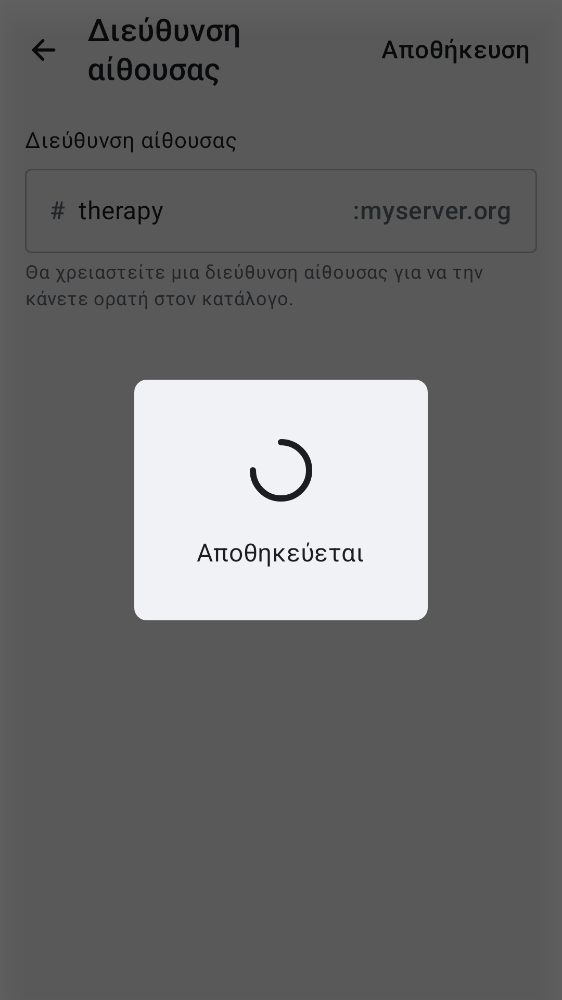 Διεύθυνση
αίθουσας
Αποθήκευση
Διεύθυνση αίθουσας
# therapy :myserver.org
Θα χρειαστείτε μια διεύθυνση αίθουσας για να την
κάνετε ορατή στον κατάλογο.
Αποθηκεύεται